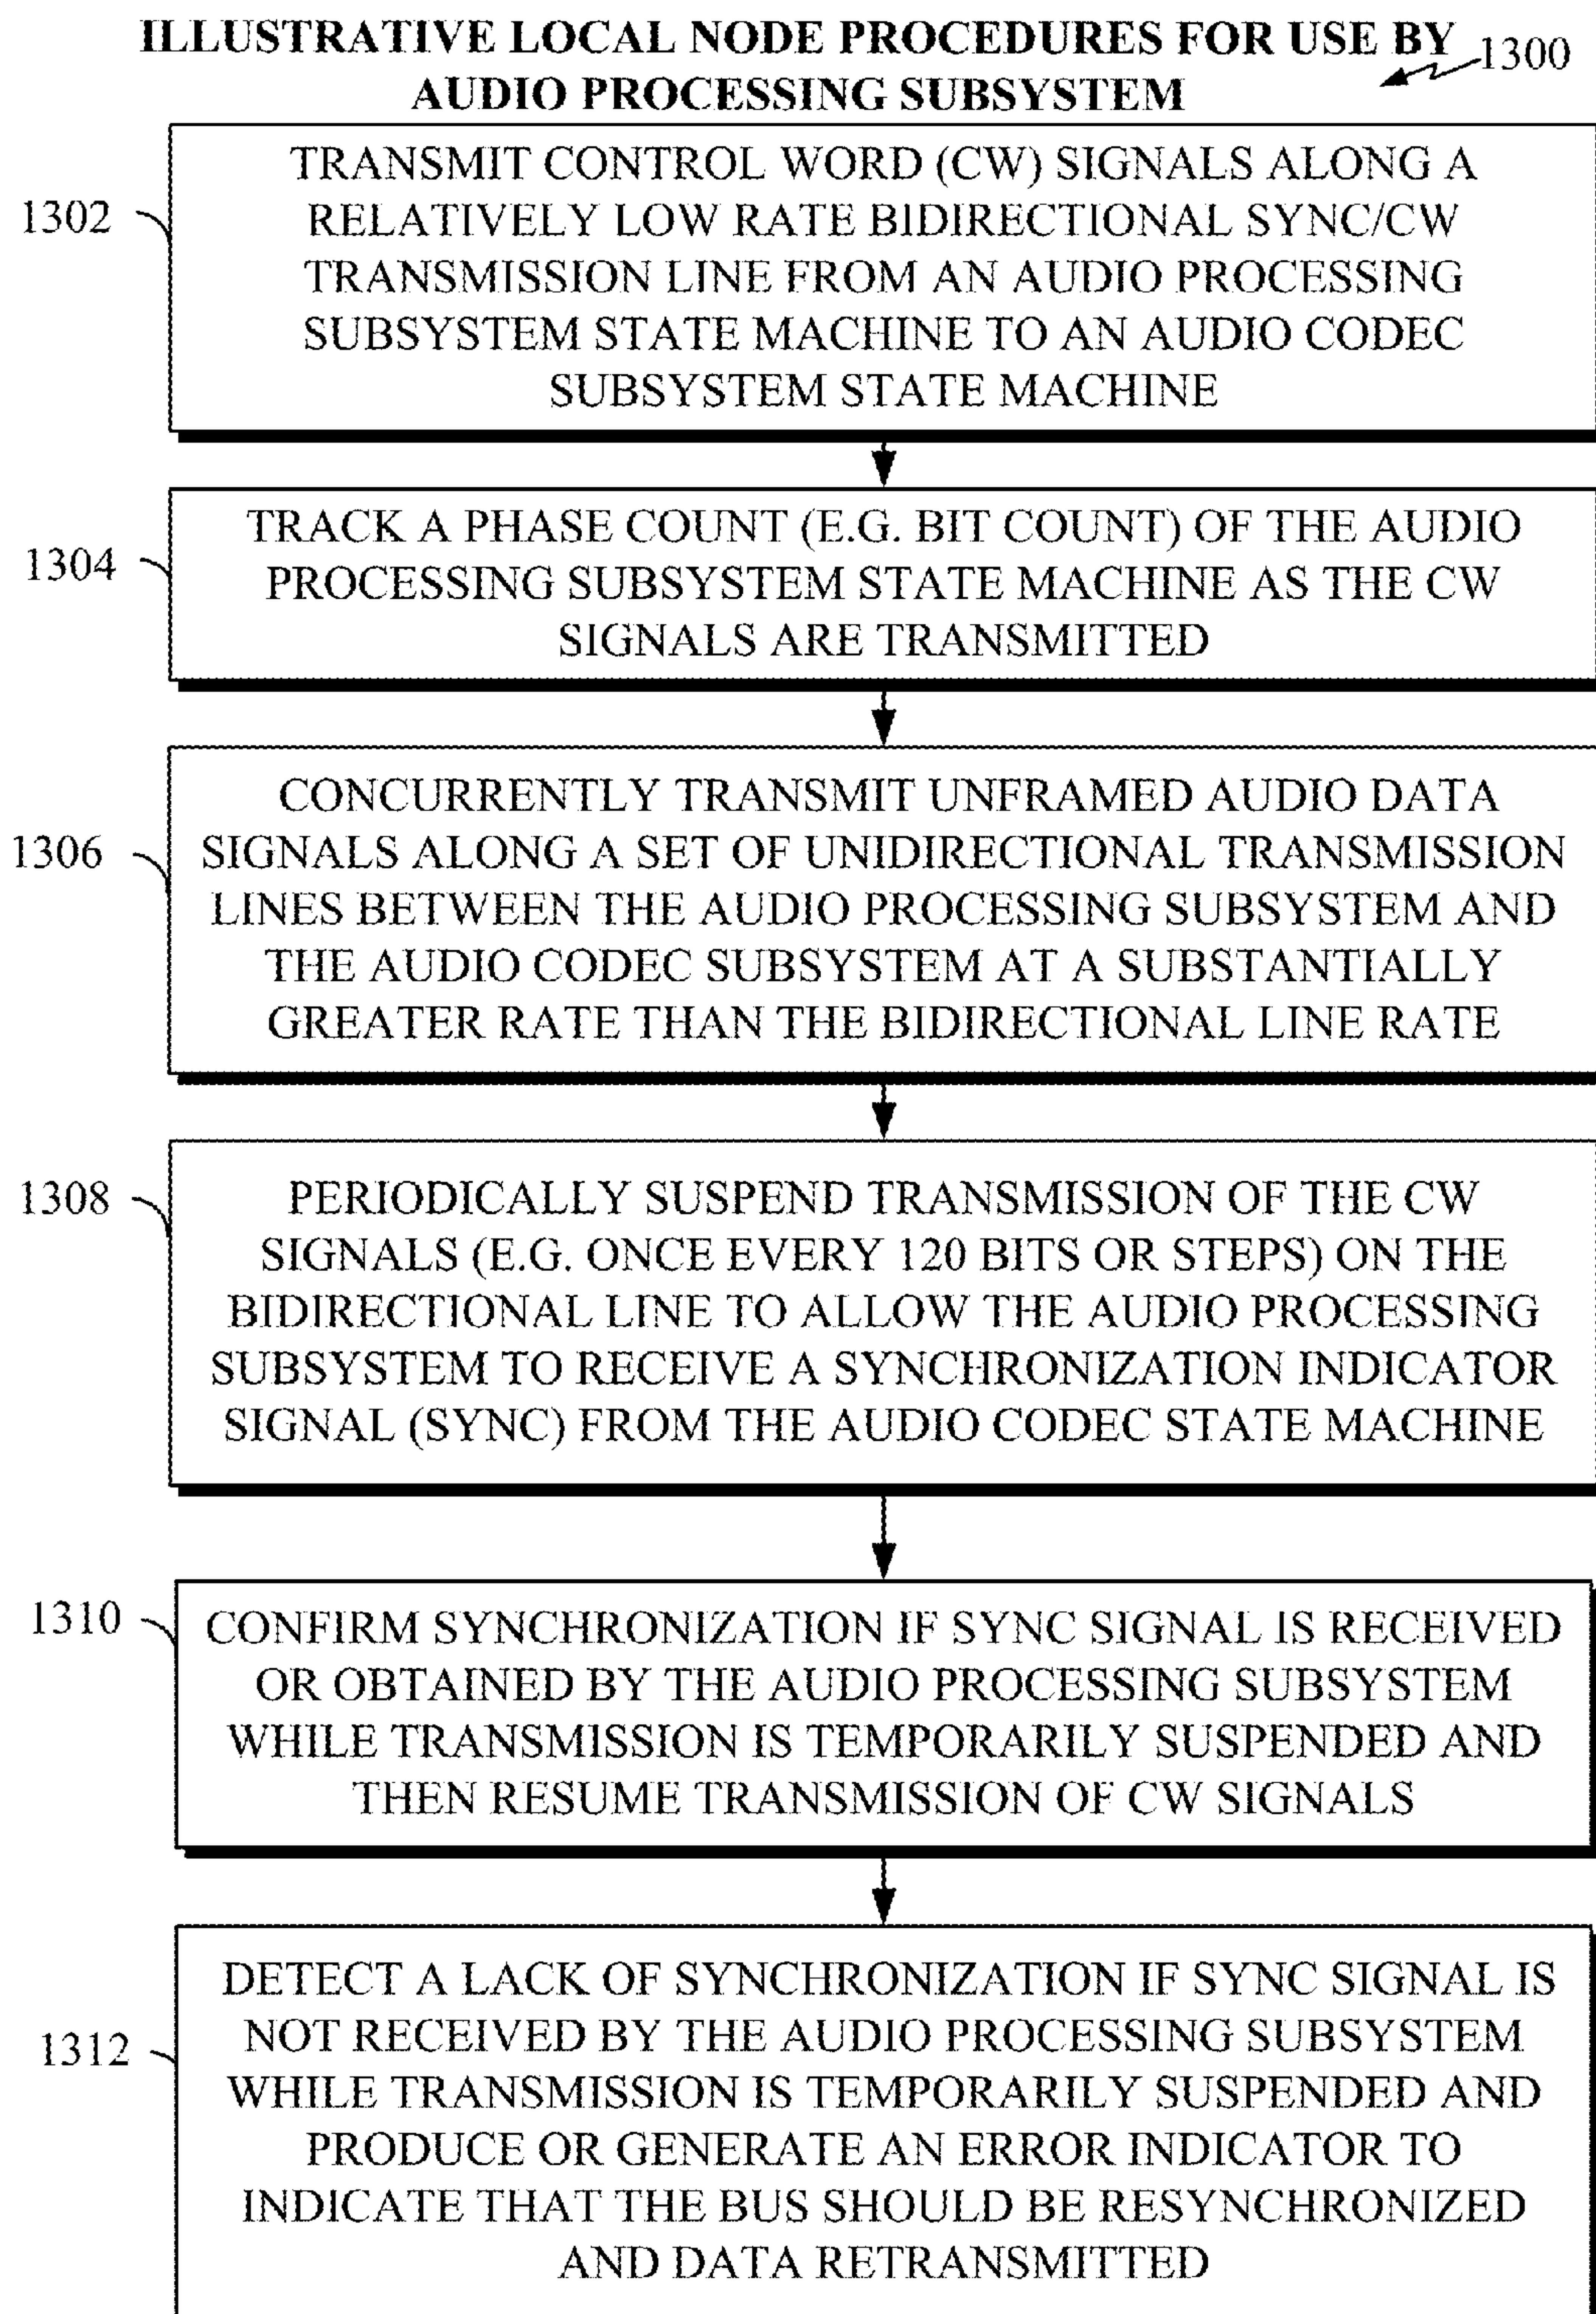 ILLUSTRATIVE LOCAL NODE PROCEDURES FOR USE BY
AUDIO PROCESSING SUBSYSTEM
1300
TRANSMIT CONTROL WORD (CW) SIGNALS ALONG A
RELATIVELY LOW RATE BIDIRECTIONAL SYNC/CW
1302
TRANSMISSION LINE FROM AN AUDIO PROCESSING
SUBSYSTEM STATE MACHINE TO AN AUDIO CODEC
SUBSYSTEM STATE MACHINE
TRACK A PHASE COUNT (E.G. BIT COUNT) OF THE AUDIO
1304
PROCESSING SUBSYSTEM STATE MACHINE AS THE CW
SIGNALS ARE TRANSMITTED
CONCURRENTLY TRANSMIT UNFRAMED AUDIO DATA
1306
SIGNALS ALONG A SET OF UNIDIRECTIONAL TRANSMISSION
LINES BETWEEN THE AUDIO PROCESSING SUBSYSTEM AND
THE AUDIO CODEC SUBSYSTEM AT A SUBSTANTIALLY
GREATER RATE THAN THE BIDIRECTIONAL LINE RATE
1308
PERIODICALLY SUSPEND TRANSMISSION OF THE CW
SIGNALS (E.G. ONCE EVERY 120 BITS OR STEPS) ON THE
BIDIRECTIONAL LINE TO ALLOW THE AUDIO PROCESSING
SUBSYSTEM TO RECEIVE A SYNCHRONIZATION INDICATOR
SIGNAL (SYNC) FROM THE AUDIO CODEC STATE MACHINE
1310
CONFIRM SYNCHRONIZATION IF SYNC SIGNAL IS RECEIVED
OR OBTAINED BY THE AUDIO PROCESSING SUBSYSTEM
WHILE TRANSMISSION IS TEMPORARILY SUSPENDED AND
THEN RESUME TRANSMISSION OF CW SIGNALS
DETECT A LACK OF SYNCHRONIZATION IF SYNC SIGNAL IS
1312
NOT RECEIVED BY THE AUDIO PROCESSING SUBSYSTEM
WHILE TRANSMISSION IS TEMPORARILY SUSPENDED AND
PRODUCE OR GENERATE AN ERROR INDICATOR TO
INDICATE THAT THE BUS SHOULD BE RESYNCHRONIZED
AND DATA RETRANSMITTED